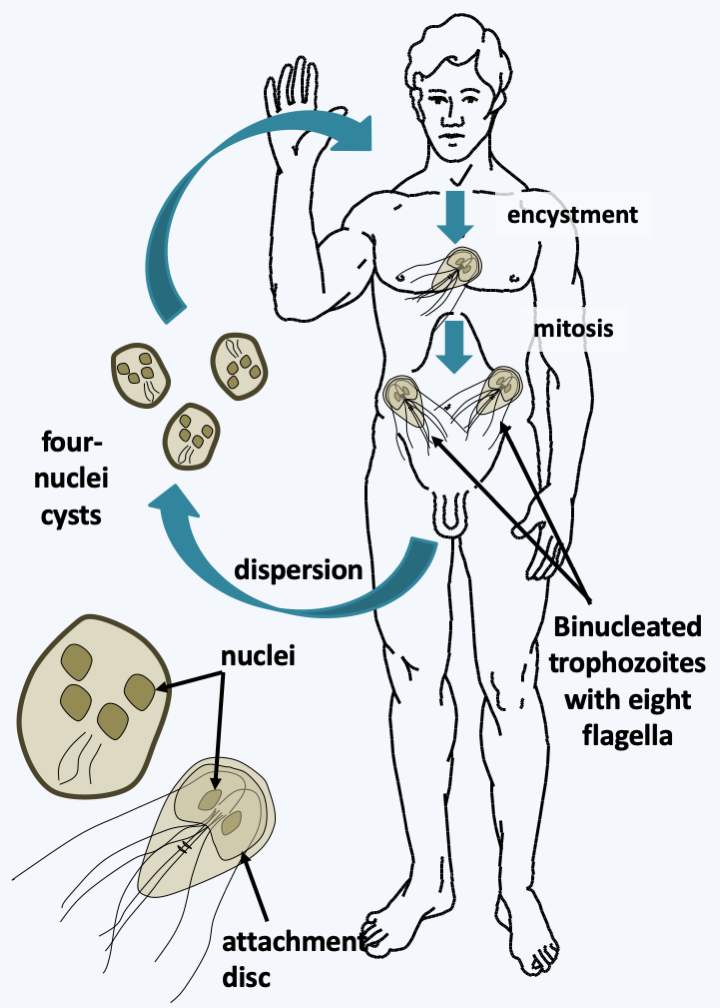 encystment
mitosis
four-
nuclei
cysts
dispersion
Binucleated
trophozoites
with eight
flagella
nuclei
attachment
disc